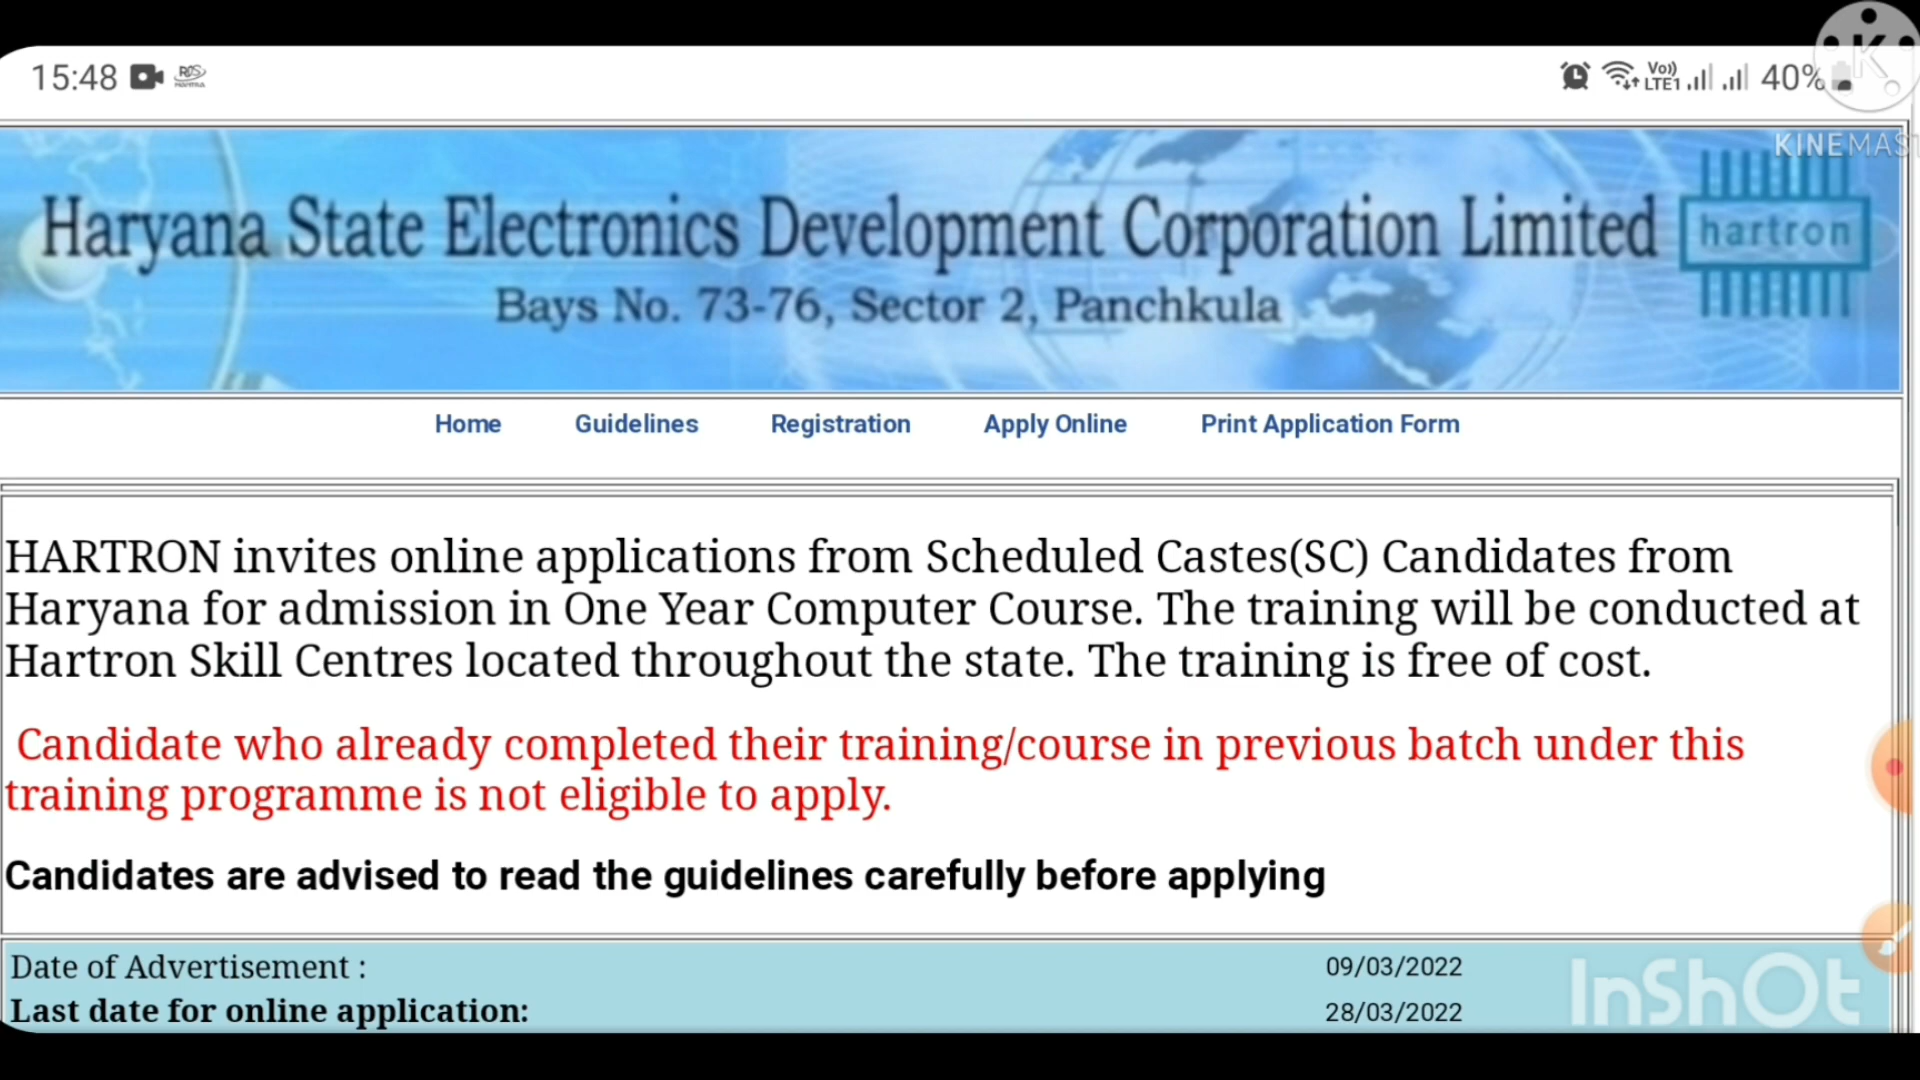 15:48 Vo)) LTE1 40%
KINEMAS
Haryana State Electronics Development Corporation Limited hartron
Bays No. 73-76, Sector 2, Panchkula
Home Guidelines Registration Apply Online Print Application Form
HARTRON invites online applications from Scheduled Castes(SC) Candidates from
Haryana for admission in One Year Computer Course. The training will be conducted at
Hartron Skill Centres located throughout the state. The training is free of cost.
Candidate who already completed their training/course in previous batch under this
training programme is not eligible to apply.
Candidates are advised to read the guidelines carefully before applying
Date of Advertisement : 09/03/2022
Last date for online application: 28/03/2022
InShOt